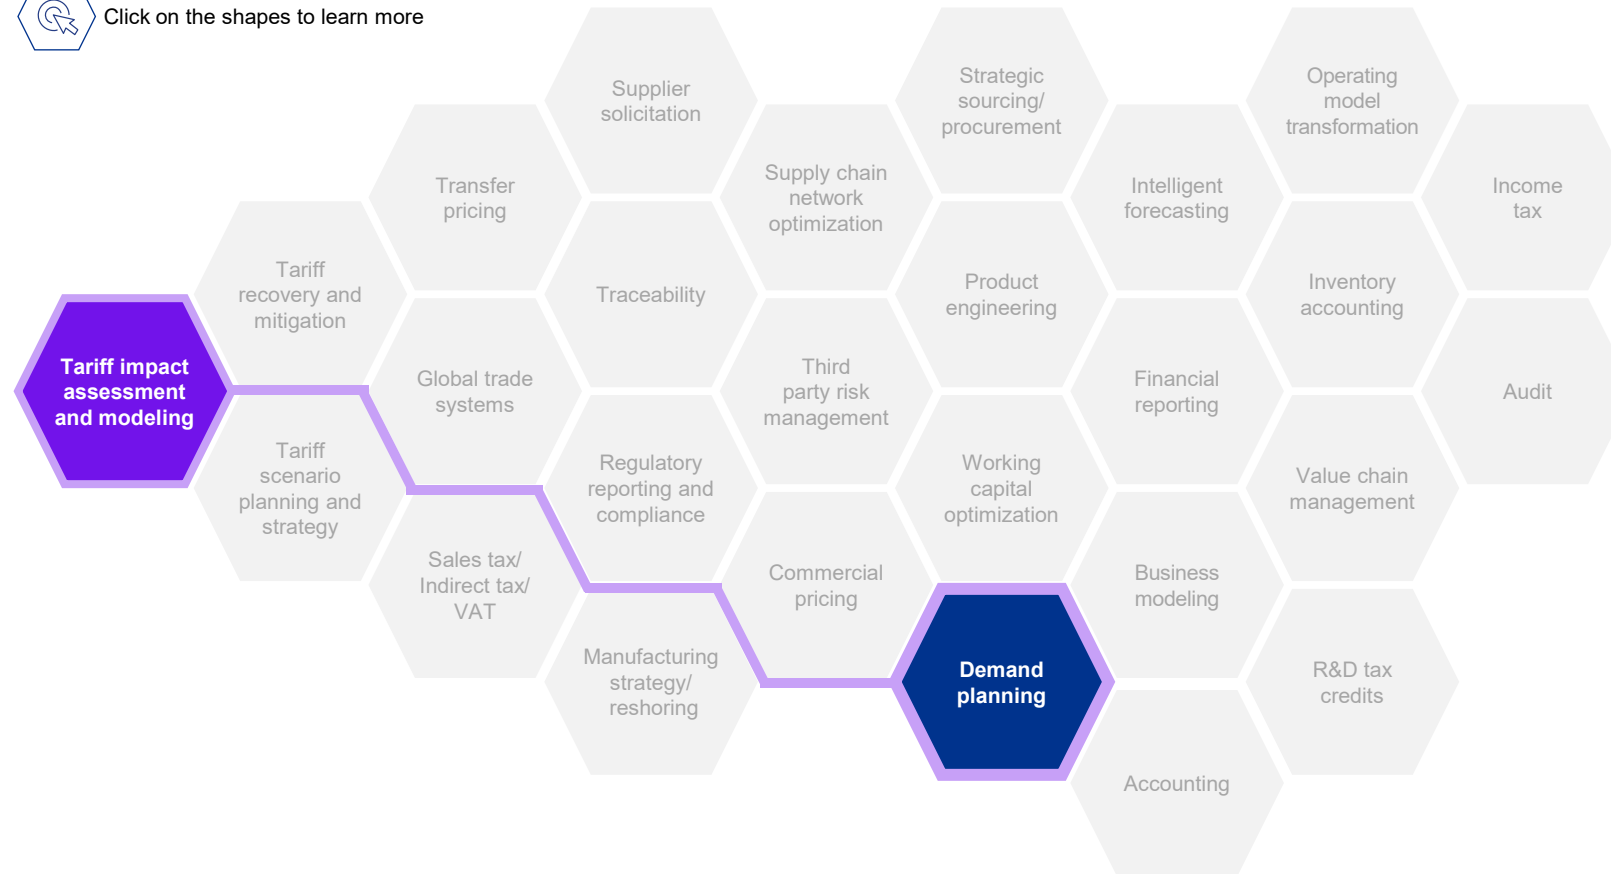 Click on the shapes to learn more
Supplier
solicitation
Strategic
sourcing/
procurement
Operating
model
transformation
Transfer
pricing
Supply chain
network
optimization
Intelligent
forecasting
Income
tax
Tariff
recovery and
mitigation
Traceability
Product
engineering
Inventory
accounting
Tariff impact
assessment
and modeling
Global trade
systems
Third
party risk
management
Financial
reporting
Audit
Tariff
scenario
planning and
strategy
Regulatory
reporting and
compliance
Working
capital
optimization
Value chain
management
Sales tax/
Indirect tax/
VAT
Commercial
pricing
Business
modeling
Manufacturing
strategy/
reshoring
Demand
planning
R&D tax
credits
Accounting